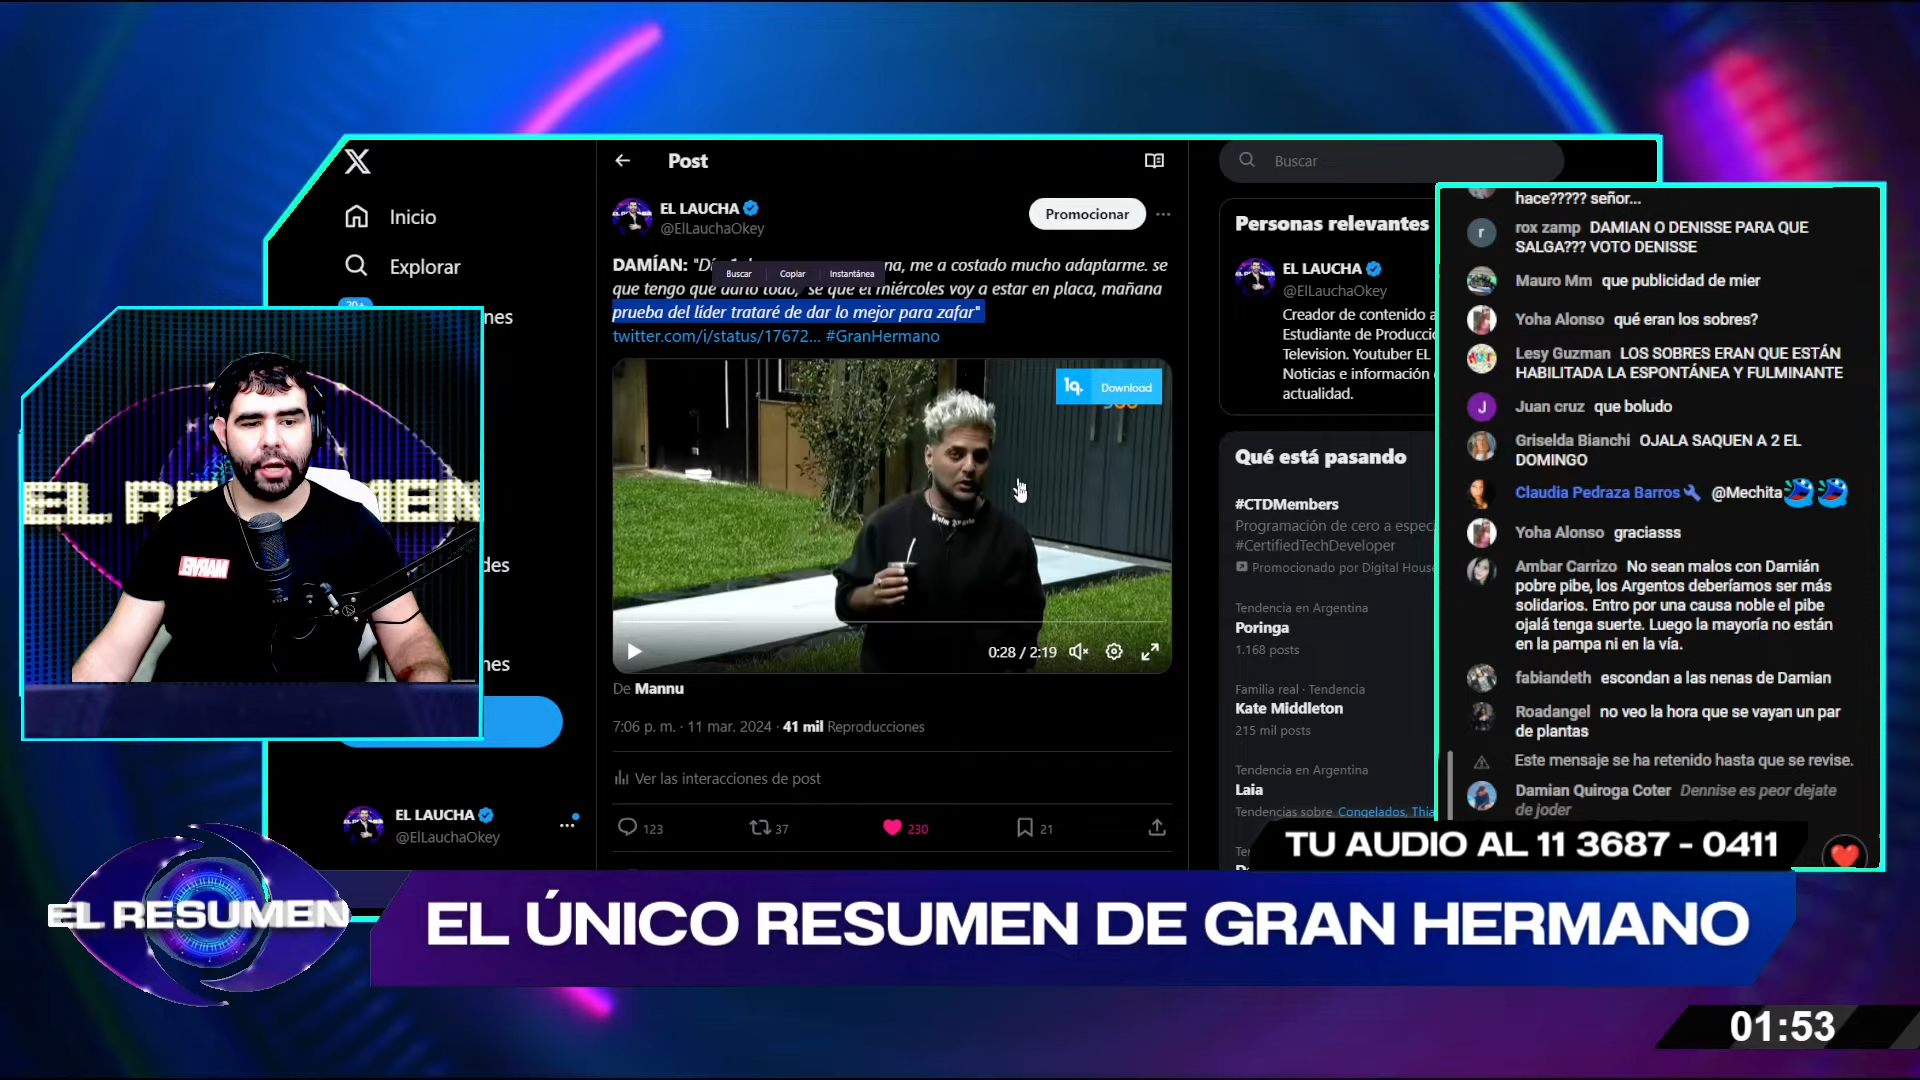 Inicio
Explorar
20+
nes
des
nes
EL LAUCHA
@ElLauchaOkey
Post
EL LAUCHA
@ElLauchaOkey
Promocionar
Buscar Copiar Instantánea
DAMÍAN: "Dí na, me a costado mucho adaptarme. se
que tengo que darlo todo, se que el miércoles voy a estar en placa, mañana
prueba del líder trataré de dar lo mejor para zafar"
twitter.com/i/status/17672... #GranHermano
Download
0:28 / 2:19
De Mannu
7:06 p. m. · 11 mar. 2024 · 41 mil Reproducciones
Ver las interacciones de post
123 37 230 21
Buscar
Personas relevantes
EL LAUCHA
@ElLauchaOkey
Creador de contenido a
Estudiante de Producci
Television. Youtuber EL
Noticias e información
actualidad.
Qué está pasando
#CTDMembers
Programación de cero a especi
#CertifiedTechDeveloper
Promocionado por Digital House
Tendencia en Argentina
Poringa
1.168 posts
Familia real · Tendencia
Kate Middleton
215 mil posts
Tendencia en Argentina
Laia
Tendencias sobre Congelados, Thia
hace????? señor...
rox zamp DAMIAN O DENISSE PARA QUE
SALGA??? VOTO DENISSE
Mauro Mm que publicidad de mier
Yoha Alonso qué eran los sobres?
Lesy Guzman LOS SOBRES ERAN QUE ESTÁN
HABILITADA LA ESPONTÁNEA Y FULMINANTE
Juan cruz que boludo
Griselda Bianchi OJALA SAQUEN A 2 EL
DOMINGO
Claudia Pedraza Barros @Mechita
Yoha Alonso graciasss
Ambar Carrizo No sean malos con Damián
pobre pibe, los Argentos deberíamos ser más
solidarios. Entro por una causa noble el pibe
ojalá tenga suerte. Luego la mayoría no están
en la pampa ni en la vía.
fabiandeth escondan a las nenas de Damian
Roadangel no veo la hora que se vayan un par
de plantas
Este mensaje se ha retenido hasta que se revise.
Damian Quiroga Coter Dennise es peor dejate
de joder
TU AUDIO AL 11 3687 - 0411
EL RESUMEN
EL ÚNICO RESUMEN DE GRAN HERMANO
01:53